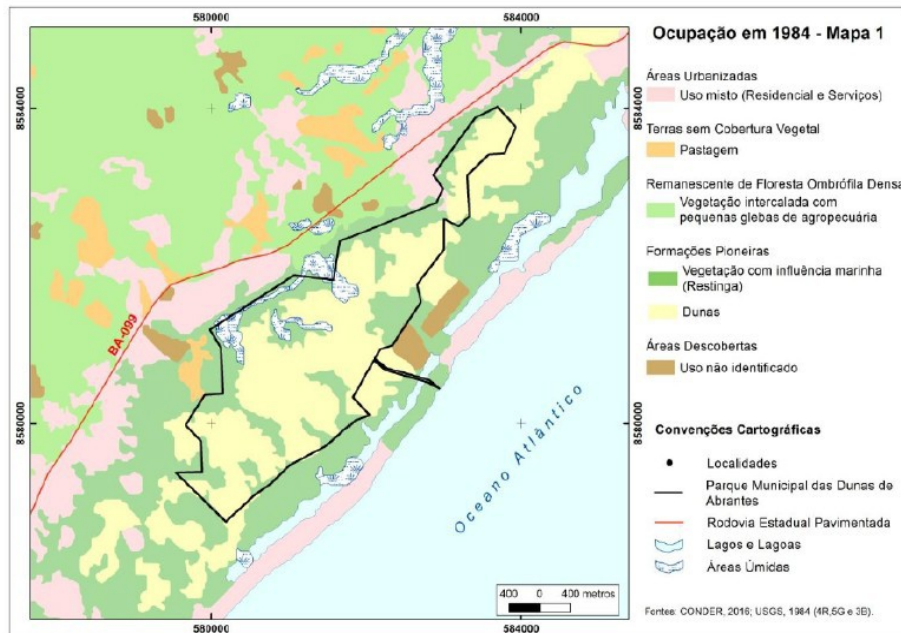 580000
584000
Ocupação em 1984 - Mapa 1
Áreas Urbanizadas
Uso misto (Residencial e Serviços)
Terras sem Cobertura Vegetal
Pastagem
Remanescente de Floresta Ombrófila Densa
Vegetação intercalada com
pequenas glebas de agropecuária
Formações Pioneiras
Vegetação com influência marinha
(Restinga)
Dunas
Áreas Descobertas
Uso não identificado
Convenções Cartográficas
Localidades
Parque Municipal das Dunas de
Abrantes
Rodovia Estadual Pavimentada
Lagos e Lagoas
Áreas Úmidas
Fontes: CONDER, 2016; USGS, 1984 (4R,5G e 3B).
8584000
8584000
BA-099
8580000
8580000
Oceano Atlântico
400 0 400 metros
580000
584000